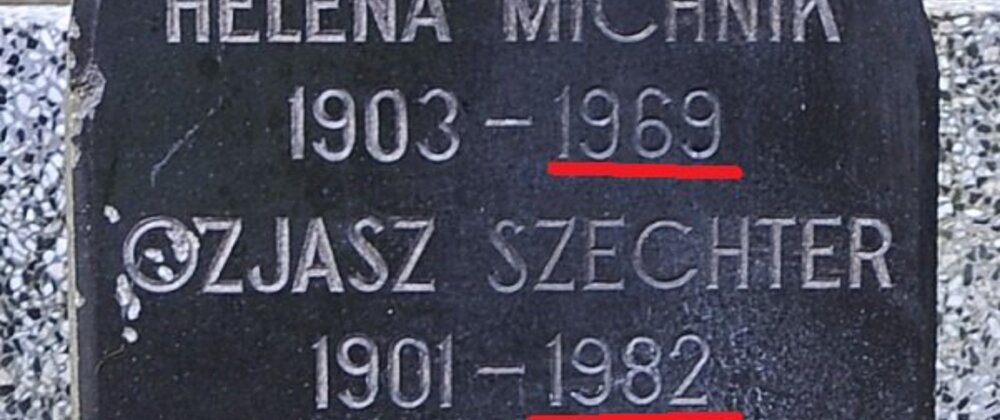 HELENA MICHNIK
1903 – 1969
OZJASZ SZECHTER
1901 – 1982